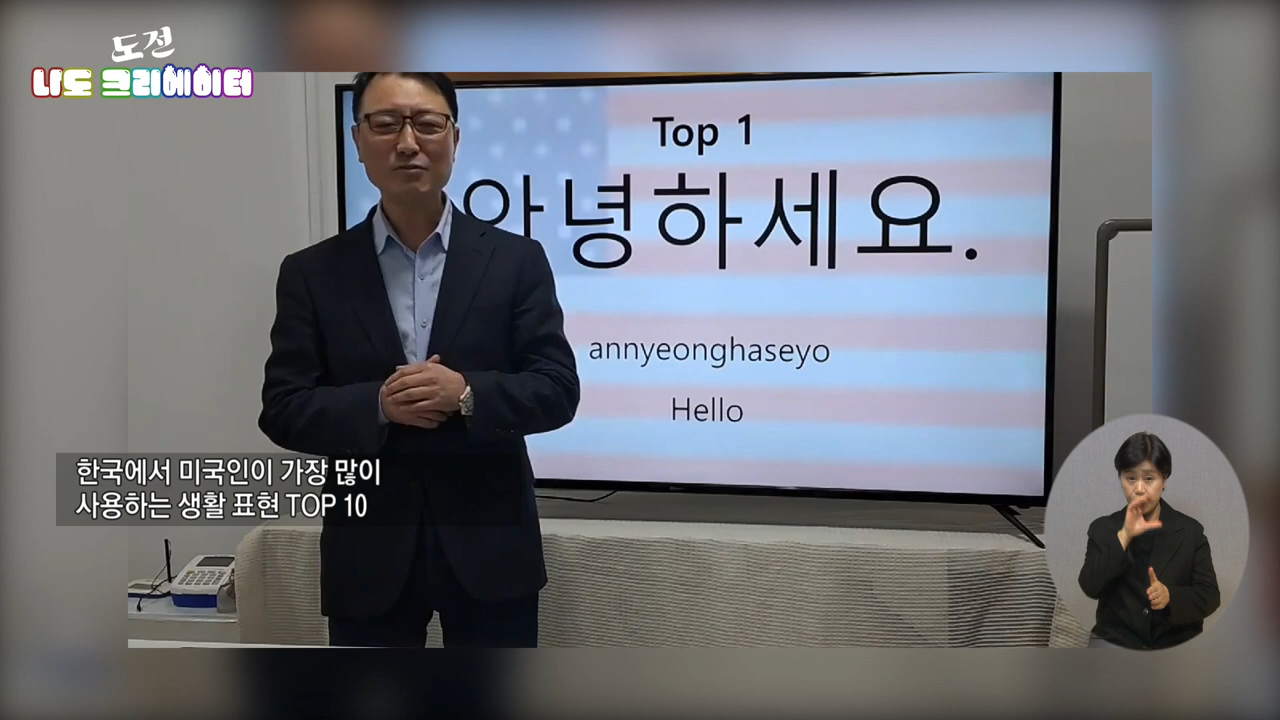 도전
나도 크리에이터
Top 1
안녕하세요.
annyeonghaseyo
Hello
한국에서 미국인이 가장 많이
사용하는 생활 표현 TOP 10